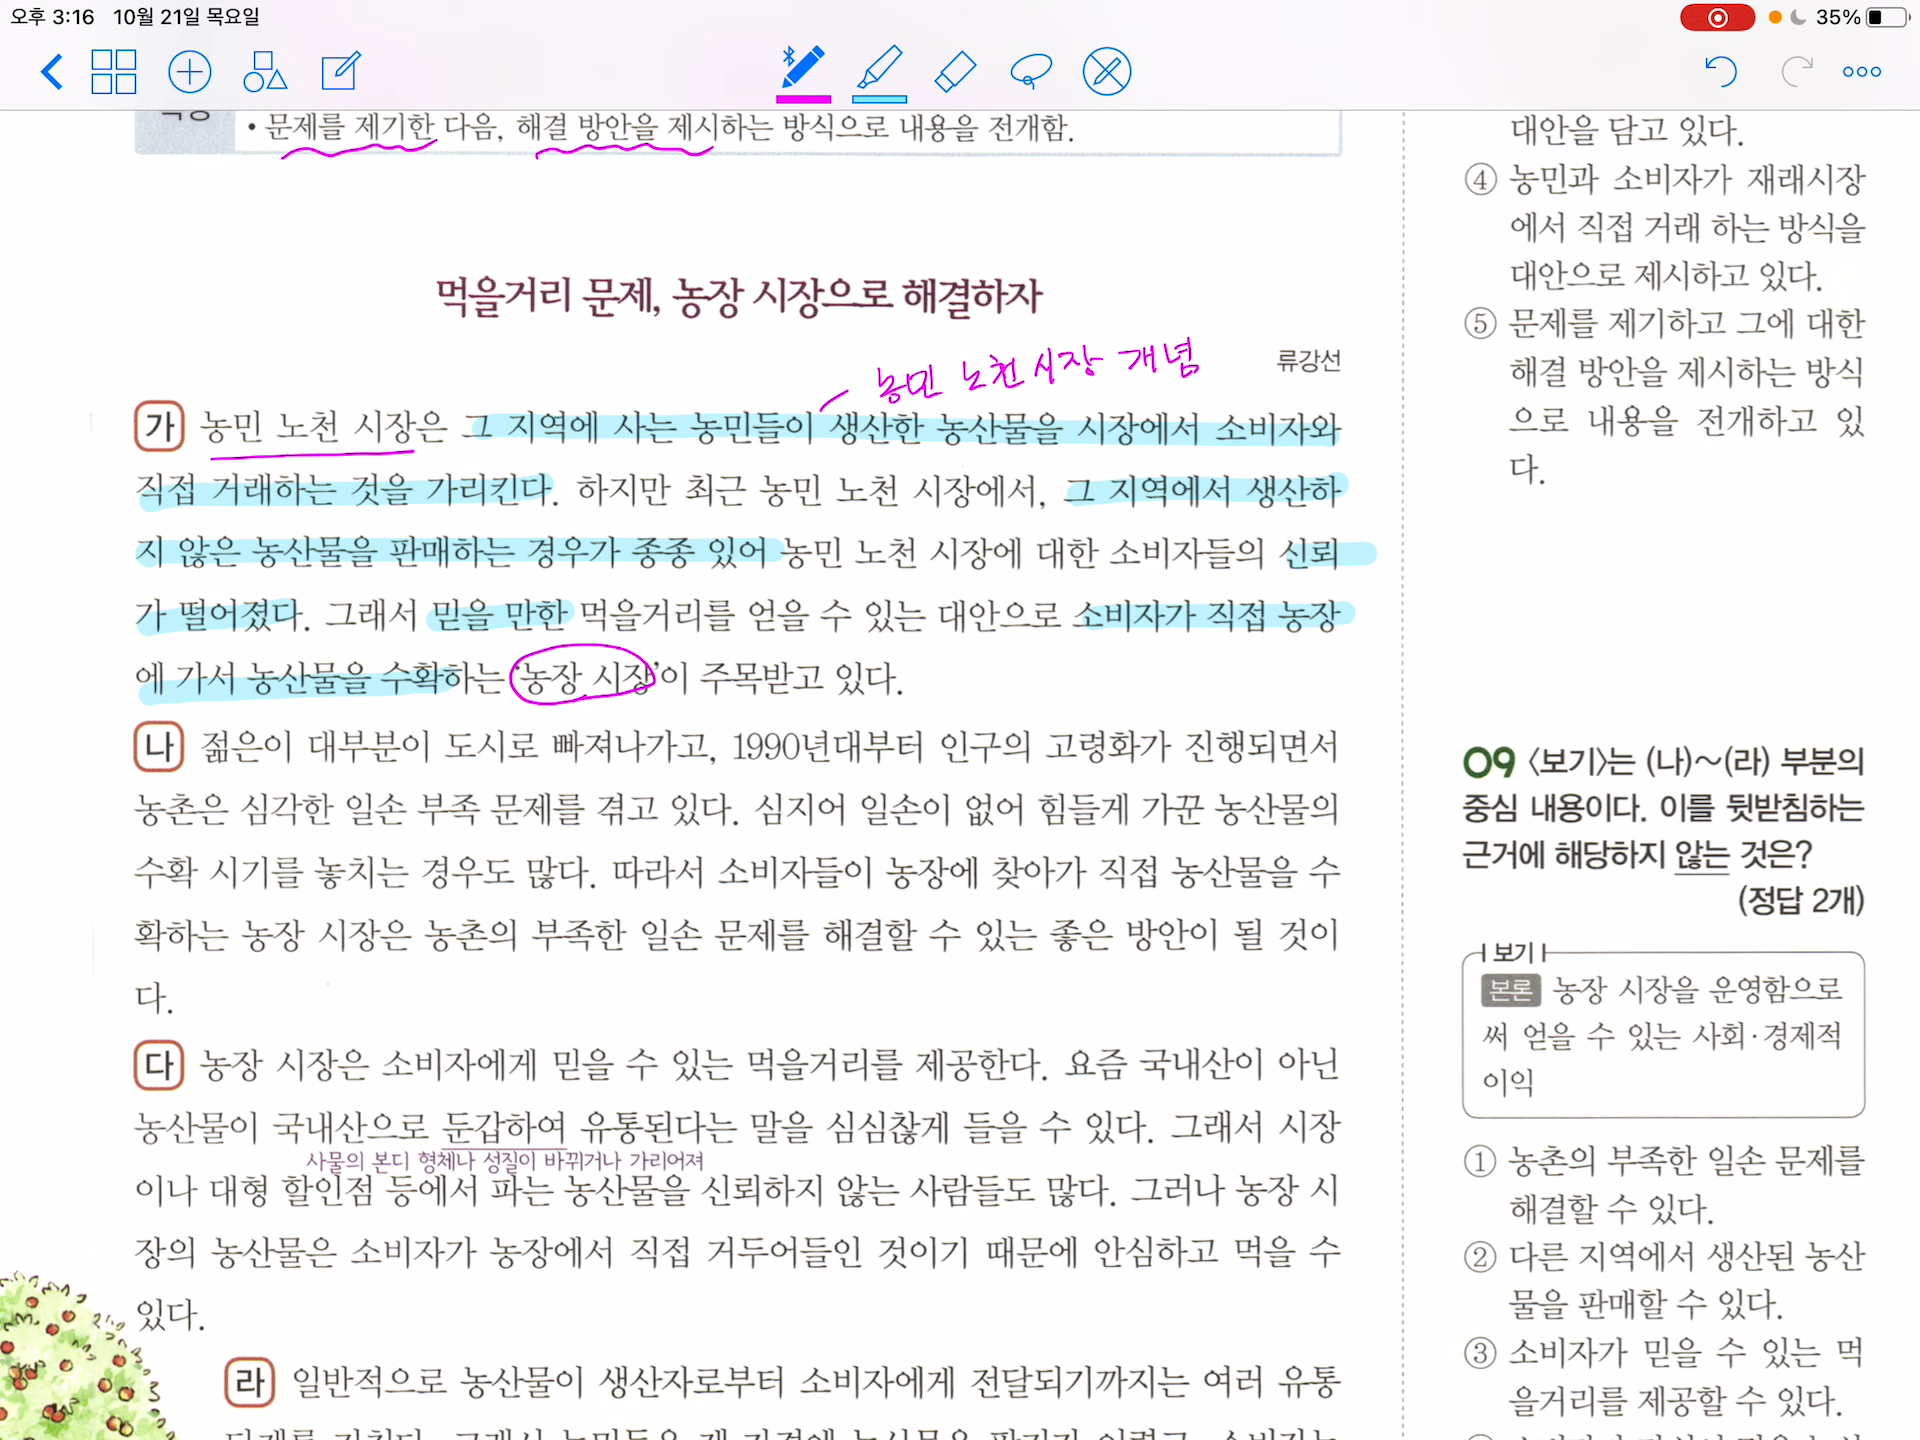 오후 3:16 10월 21일 목요일
35%
• 문제를 제기한 다음, 해결 방안을 제시하는 방식으로 내용을 전개함.
먹을거리 문제, 농장 시장으로 해결하자
류강선
농민 노천시장 개념
가 농민 노천 시장은 그 지역에 사는 농민들이 생산한 농산물을 시장에서 소비자와
직접 거래하는 것을 가리킨다. 하지만 최근 농민 노천 시장에서, 그 지역에서 생산하
지 않은 농산물을 판매하는 경우가 종종 있어 농민 노천 시장에 대한 소비자들의 신뢰
가 떨어졌다. 그래서 믿을 만한 먹을거리를 얻을 수 있는 대안으로 소비자가 직접 농장
에 가서 농산물을 수확하는 ‘농장 시장’이 주목받고 있다.
나 젊은이 대부분이 도시로 빠져나가고, 1990년대부터 인구의 고령화가 진행되면서
농촌은 심각한 일손 부족 문제를 겪고 있다. 심지어 일손이 없어 힘들게 가꾼 농산물의
수확 시기를 놓치는 경우도 많다. 따라서 소비자들이 농장에 찾아가 직접 농산물을 수
확하는 농장 시장은 농촌의 부족한 일손 문제를 해결할 수 있는 좋은 방안이 될 것이
다.
다 농장 시장은 소비자에게 믿을 수 있는 먹을거리를 제공한다. 요즘 국내산이 아닌
농산물이 국내산으로 둔갑하여 유통된다는 말을 심심찮게 들을 수 있다. 그래서 시장
사물의 본디 형체나 성질이 바뀌거나 가리어져
이나 대형 할인점 등에서 파는 농산물을 신뢰하지 않는 사람들도 많다. 그러나 농장 시
장의 농산물은 소비자가 농장에서 직접 거두어들인 것이기 때문에 안심하고 먹을 수
있다.
라 일반적으로 농산물이 생산자로부터 소비자에게 전달되기까지는 여러 유통
대안을 담고 있다.
④ 농민과 소비자가 재래시장
에서 직접 거래 하는 방식을
대안으로 제시하고 있다.
⑤ 문제를 제기하고 그에 대한
해결 방안을 제시하는 방식
으로 내용을 전개하고 있
다.
09 〈보기〉는 (나)~(라) 부분의
중심 내용이다. 이를 뒷받침하는
근거에 해당하지 않는 것은?
(정답 2개)
보기
본론 농장 시장을 운영함으로
써 얻을 수 있는 사회·경제적
이익
① 농촌의 부족한 일손 문제를
해결할 수 있다.
② 다른 지역에서 생산된 농산
물을 판매할 수 있다.
③ 소비자가 믿을 수 있는 먹
을거리를 제공할 수 있다.